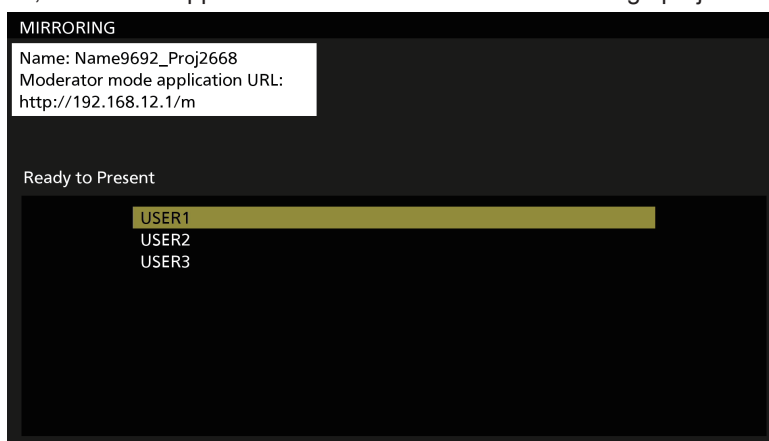 MIRRORING
Name: Name9692_Proj2668
Moderator mode application URL:
http://192.168.12.1/m
Ready to Present
USER1
USER2
USER3